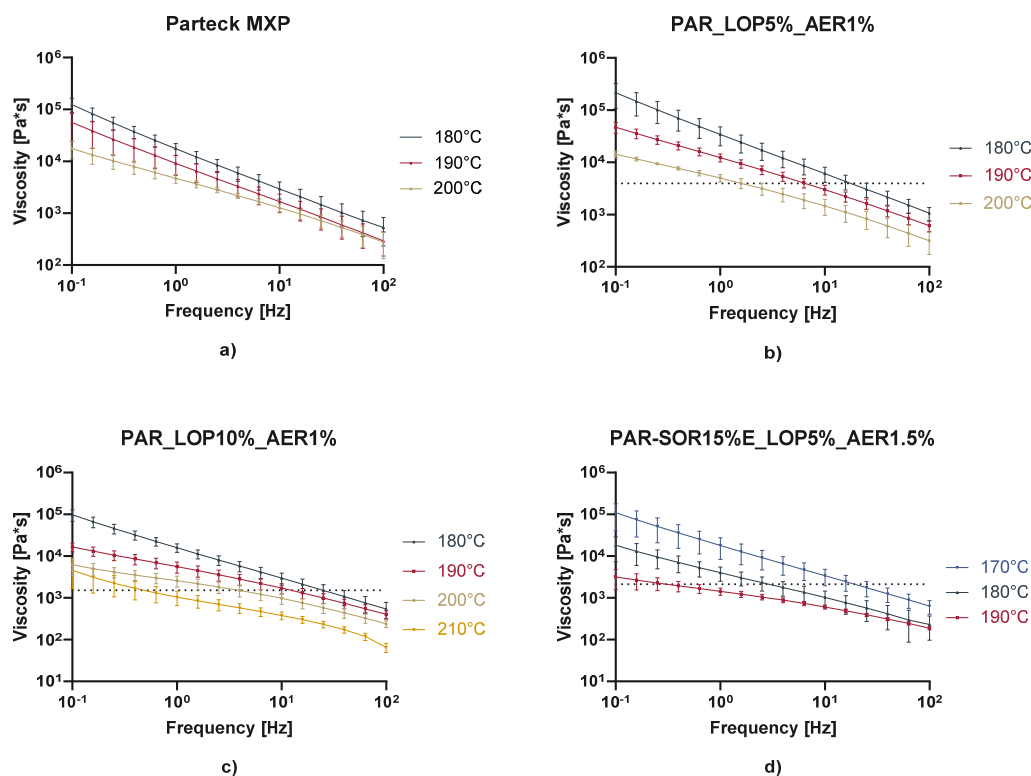 Parteck MXP
Viscosity [Pa*s]
10⁶
10⁵
10⁴
10³
10²
10⁻¹
10⁰
10¹
10²
Frequency [Hz]
180°C
190°C
200°C
a)
PAR_LOP5%_AER1%
Viscosity [Pa*s]
10⁶
10⁵
10⁴
10³
10²
10⁻¹
10⁰
10¹
10²
Frequency [Hz]
180°C
190°C
200°C
b)
PAR_LOP10%_AER1%
Viscosity [Pa*s]
10⁶
10⁵
10⁴
10³
10²
10¹
10⁻¹
10⁰
10¹
10²
Frequency [Hz]
180°C
190°C
200°C
210°C
c)
PAR-SOR15%E_LOP5%_AER1.5%
Viscosity [Pa*s]
10⁶
10⁵
10⁴
10³
10²
10¹
10⁻¹
10⁰
10¹
10²
Frequency [Hz]
170°C
180°C
190°C
d)